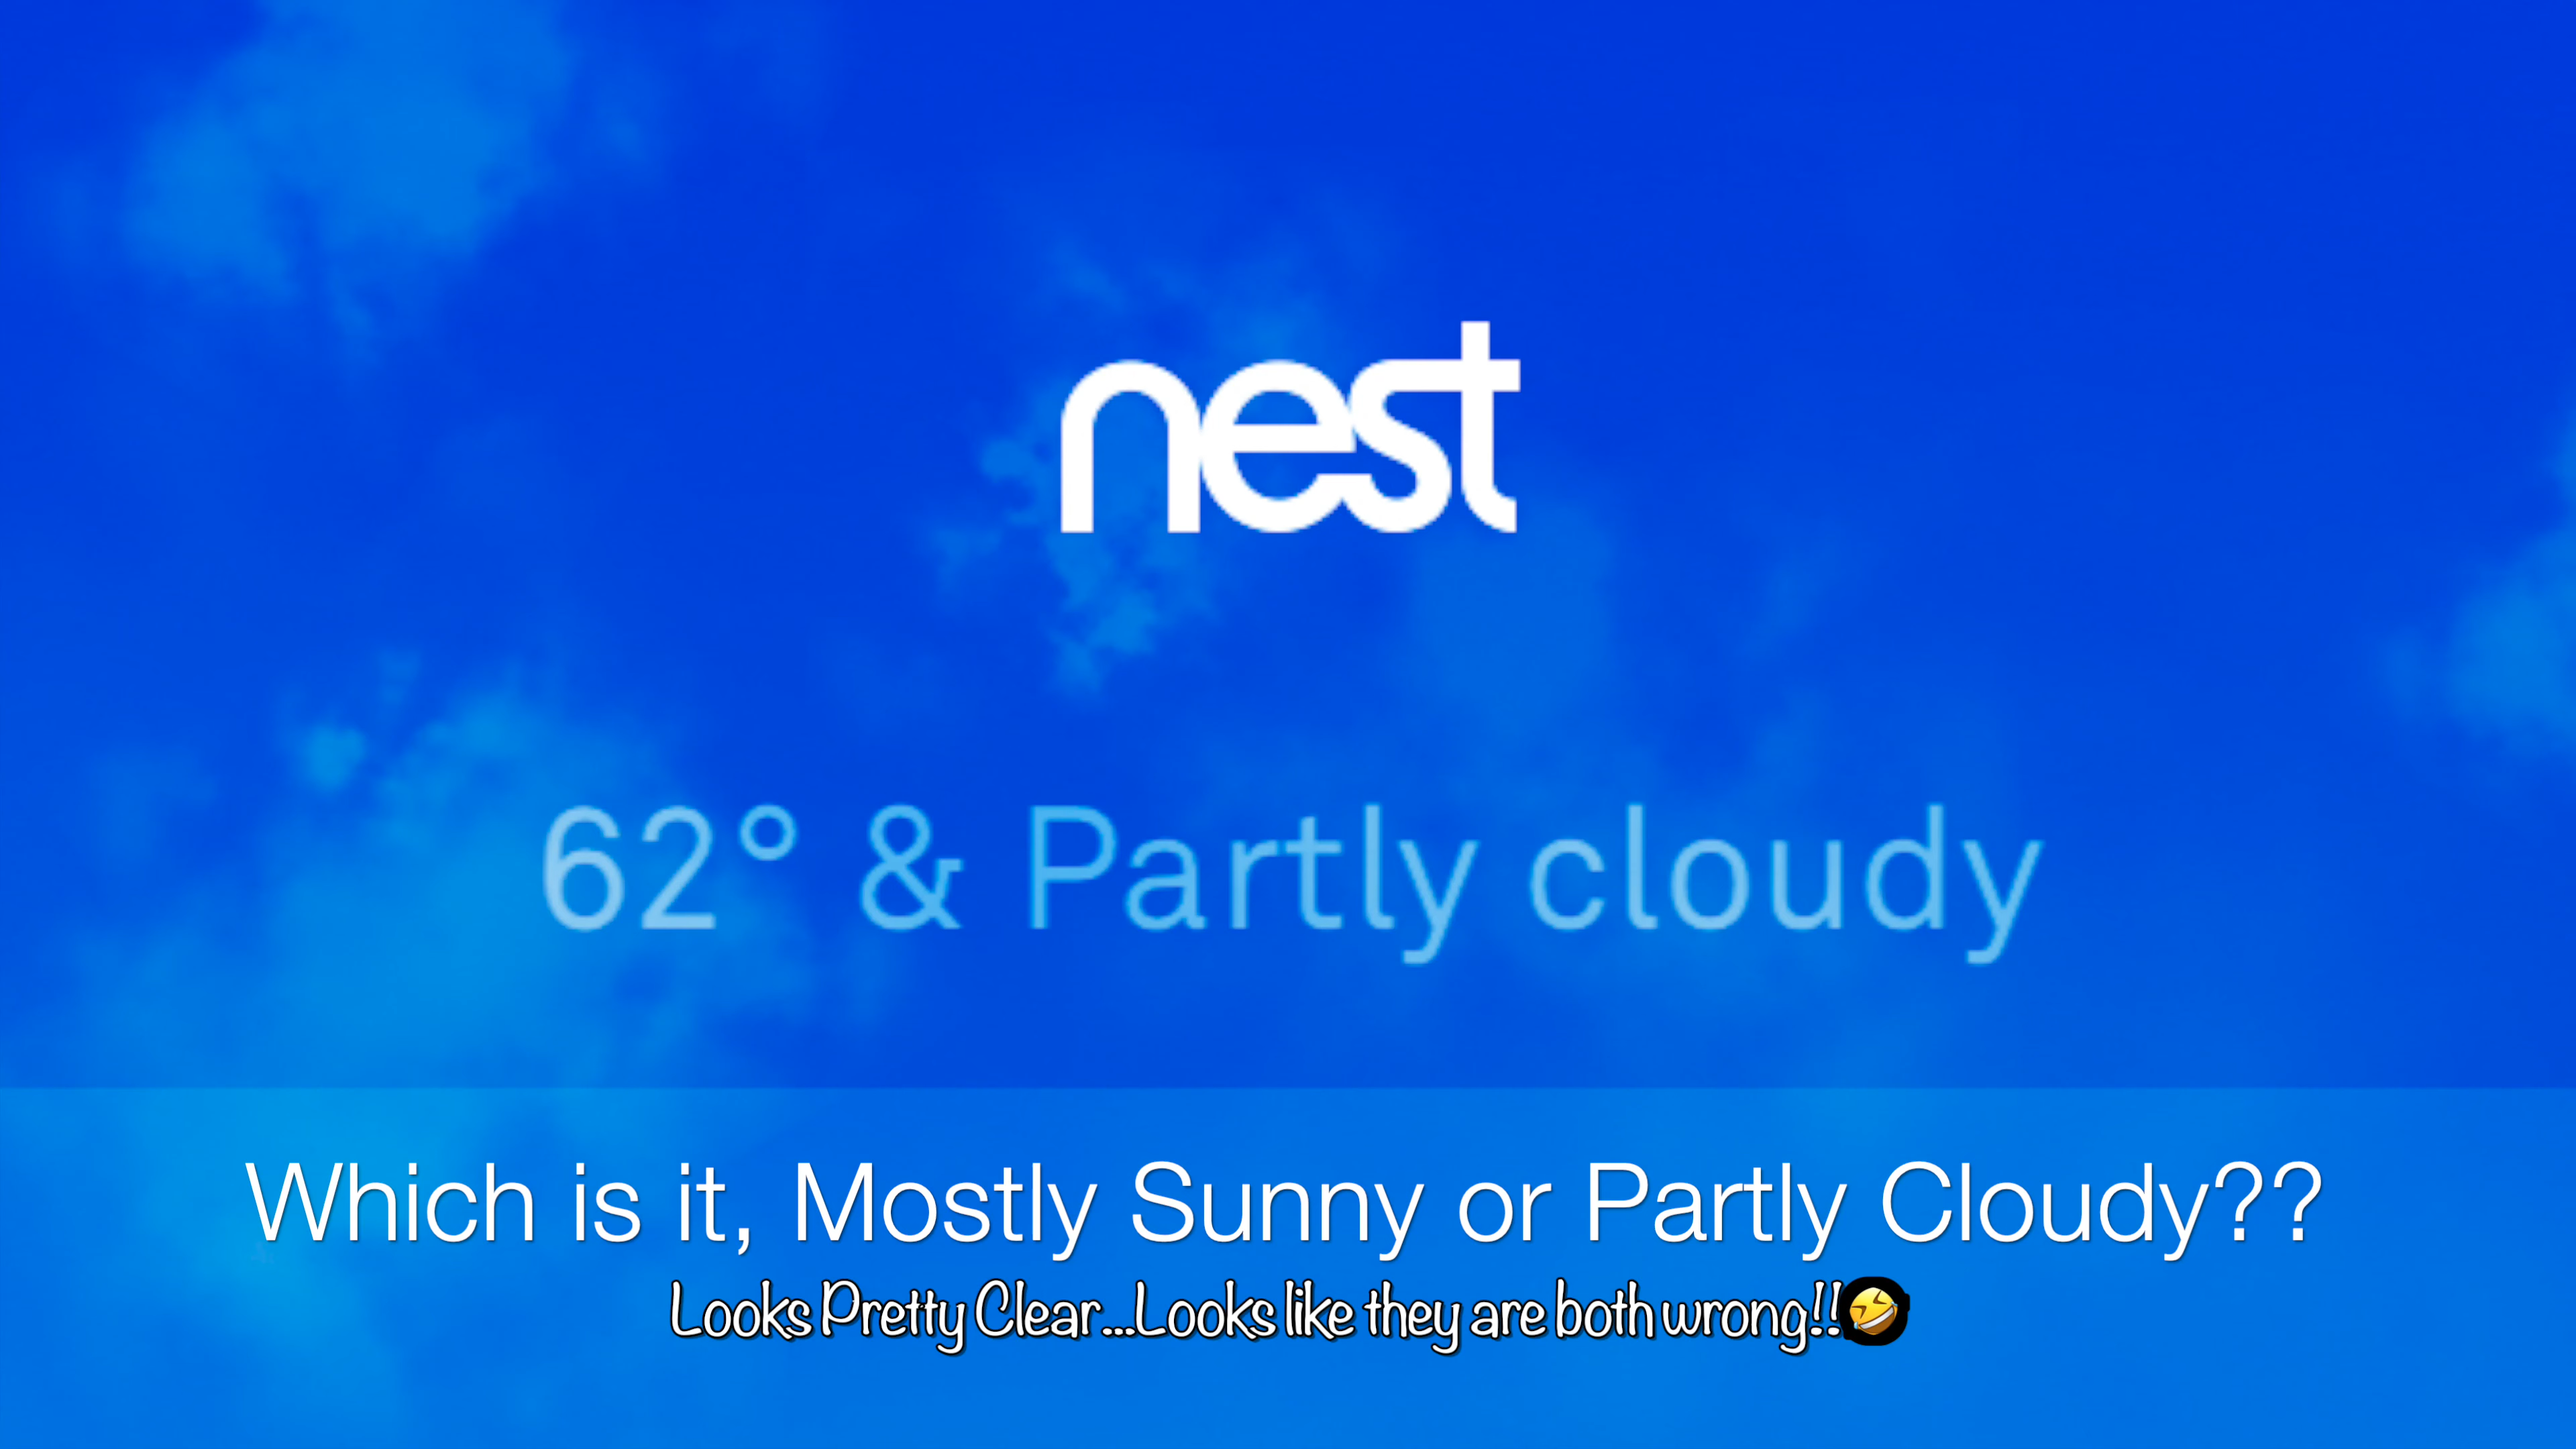 nest
62° & Partly cloudy
Which is it, Mostly Sunny or Partly Cloudy??
Looks Pretty Clear...Looks like they are both wrong!!🤣